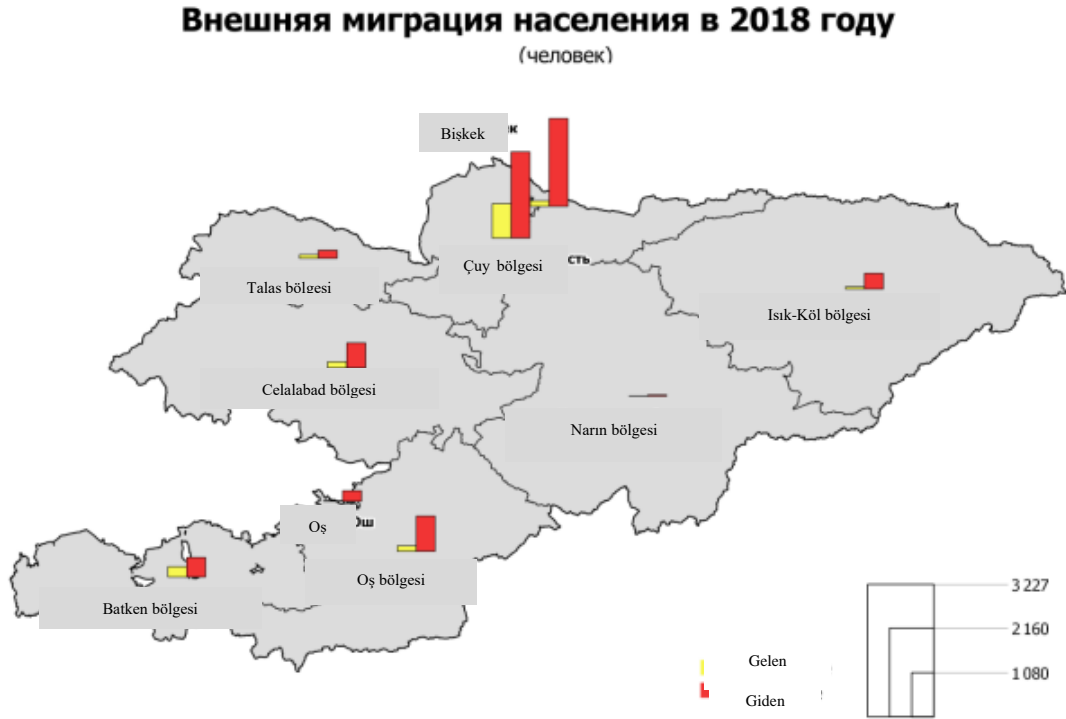 Внешняя миграция населения в 2018 году
(человек)
Bişkek
к
Çuy bölgesi
сть
Talas bölgesi
Isık-Köl bölgesi
Celalabad bölgesi
Narın bölgesi
Oş
Ош
Oş bölgesi
Batken bölgesi
3 227
2 160
1 080
Gelen
Giden